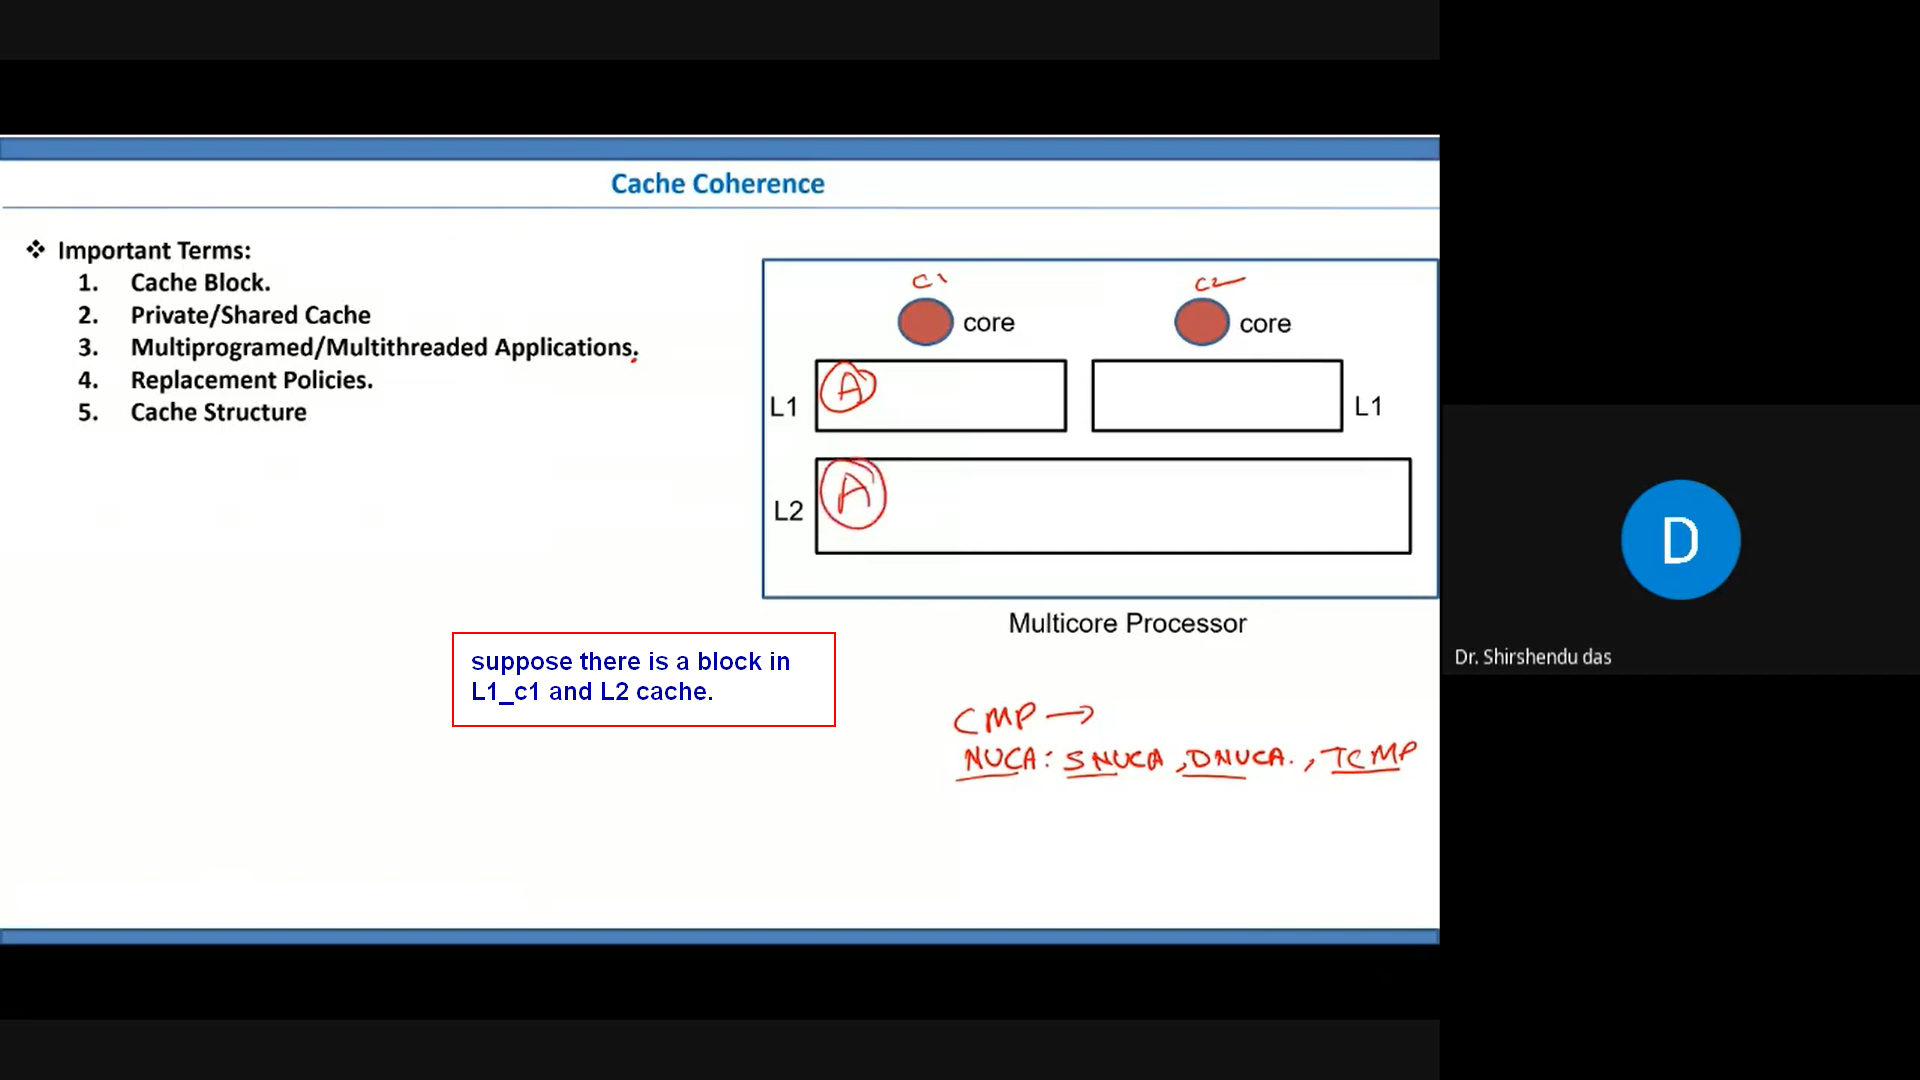 Cache Coherence
❖ Important Terms:
1. Cache Block.
2. Private/Shared Cache
3. Multiprogramed/Multithreaded Applications.
4. Replacement Policies.
5. Cache Structure
C1
C2
core
core
L1
A
L1
L2
A
Multicore Processor
suppose there is a block in
L1_c1 and L2 cache.
CMP →
NUCA: SNUCA, DNUCA., TCMP
D
Dr. Shirshendu das